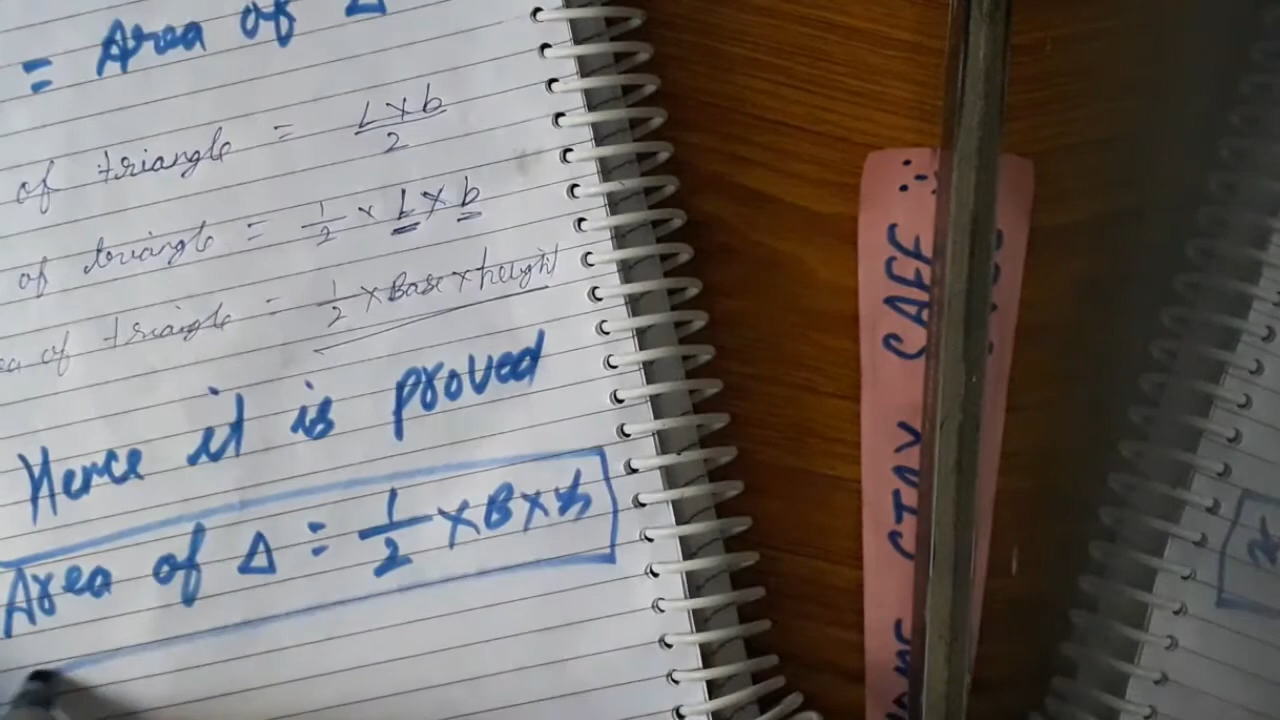 = Area of Δ
of triangle = L×b/2
of triangle = 1/2 × L × b
of triangle = 1/2 × Base × height
Hence it is proved
Area of Δ = 1/2 × B × h
STAY SAFE